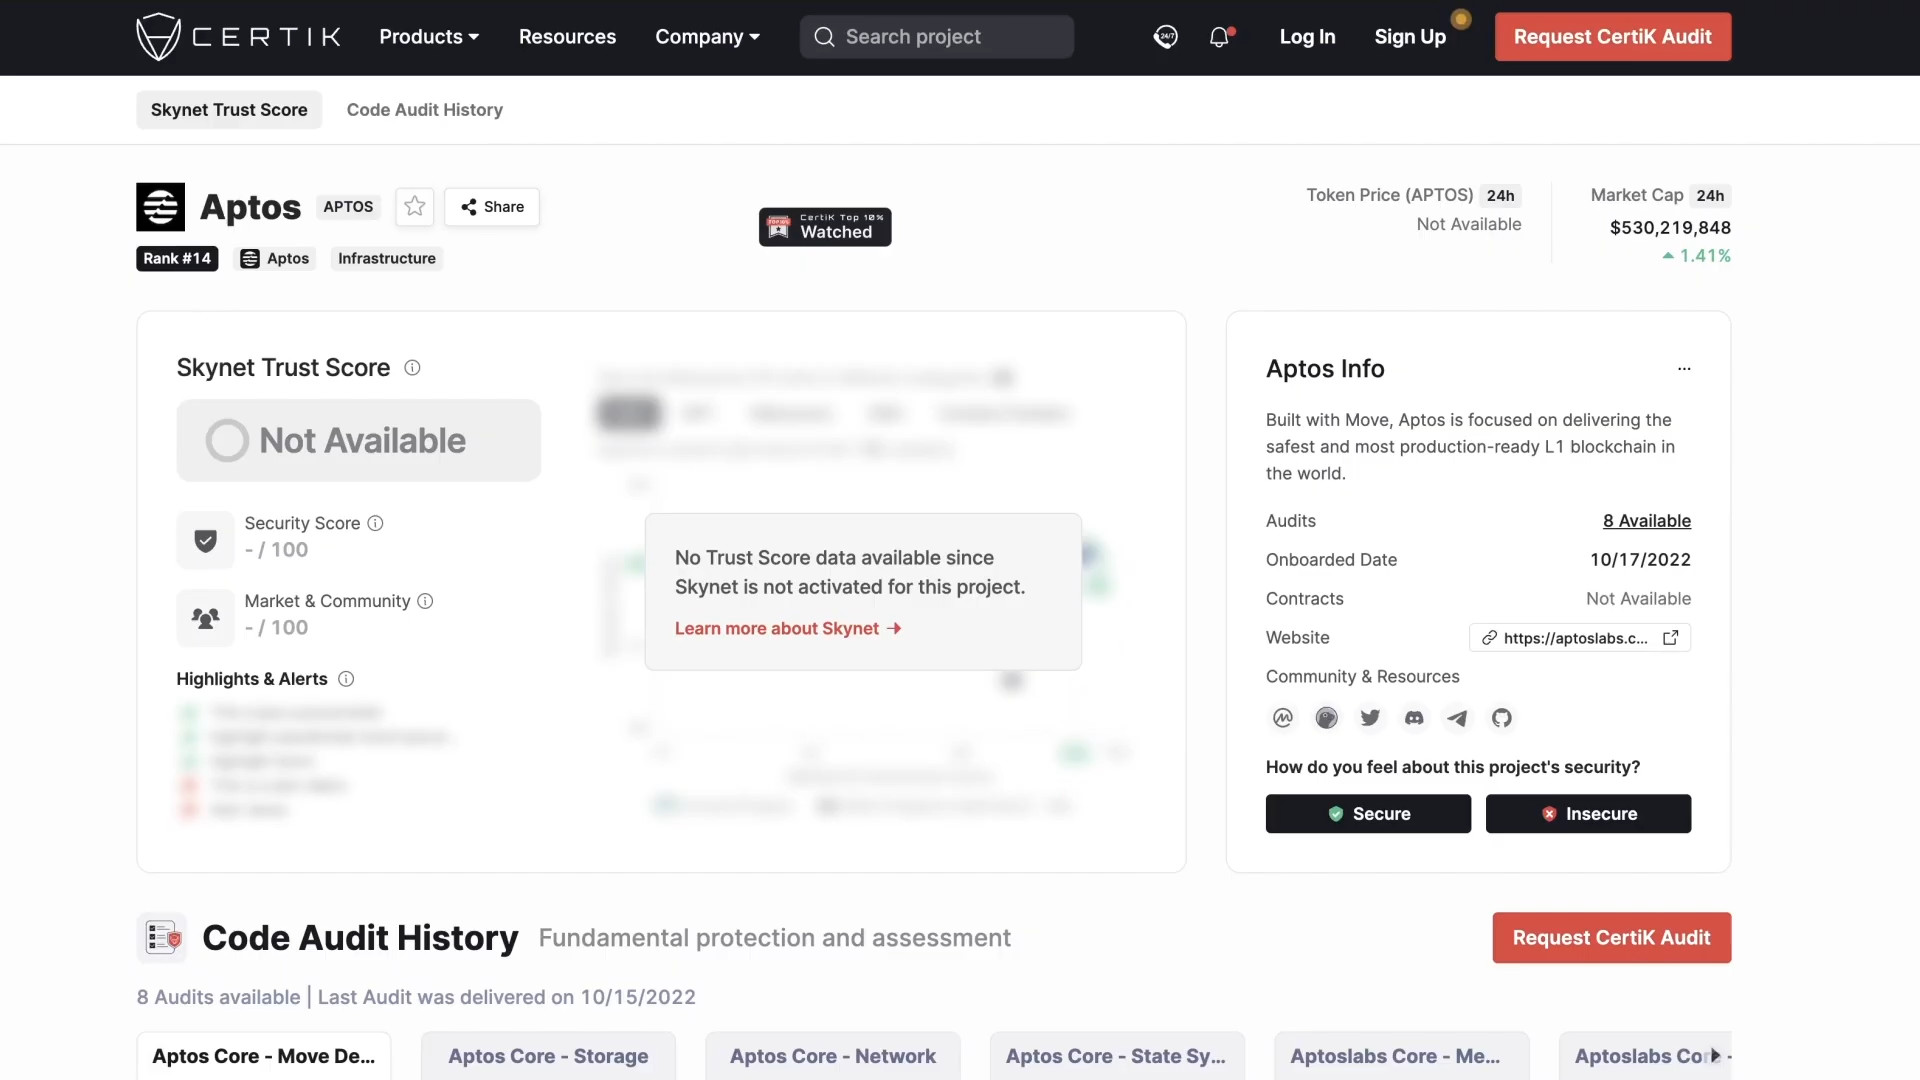 CERTIK
Products
Resources
Company
Search project
24/7
Log In
Sign Up
Request CertiK Audit
Skynet Trust Score
Code Audit History
Aptos
APTOS
Share
Rank #14
Aptos
Infrastructure
CertiK Top 10%
Watched
Token Price (APTOS) 24h
Not Available
Market Cap 24h
$530,219,848
1.41%
Skynet Trust Score
Not Available
Security Score
- / 100
Market & Community
- / 100
Highlights & Alerts
No Trust Score data available since
Skynet is not activated for this project.
Learn more about Skynet →
Aptos Info
...
Built with Move, Aptos is focused on delivering the
safest and most production-ready L1 blockchain in
the world.
Audits 8 Available
Onboarded Date 10/17/2022
Contracts Not Available
Website https://aptoslabs.c...
Community & Resources
How do you feel about this project's security?
Secure
Insecure
Code Audit History
Fundamental protection and assessment
Request CertiK Audit
8 Audits available | Last Audit was delivered on 10/15/2022
Aptos Core - Move De...
Aptos Core - Storage
Aptos Core - Network
Aptos Core - State Sy...
Aptoslabs Core - Me...
Aptoslabs Core -